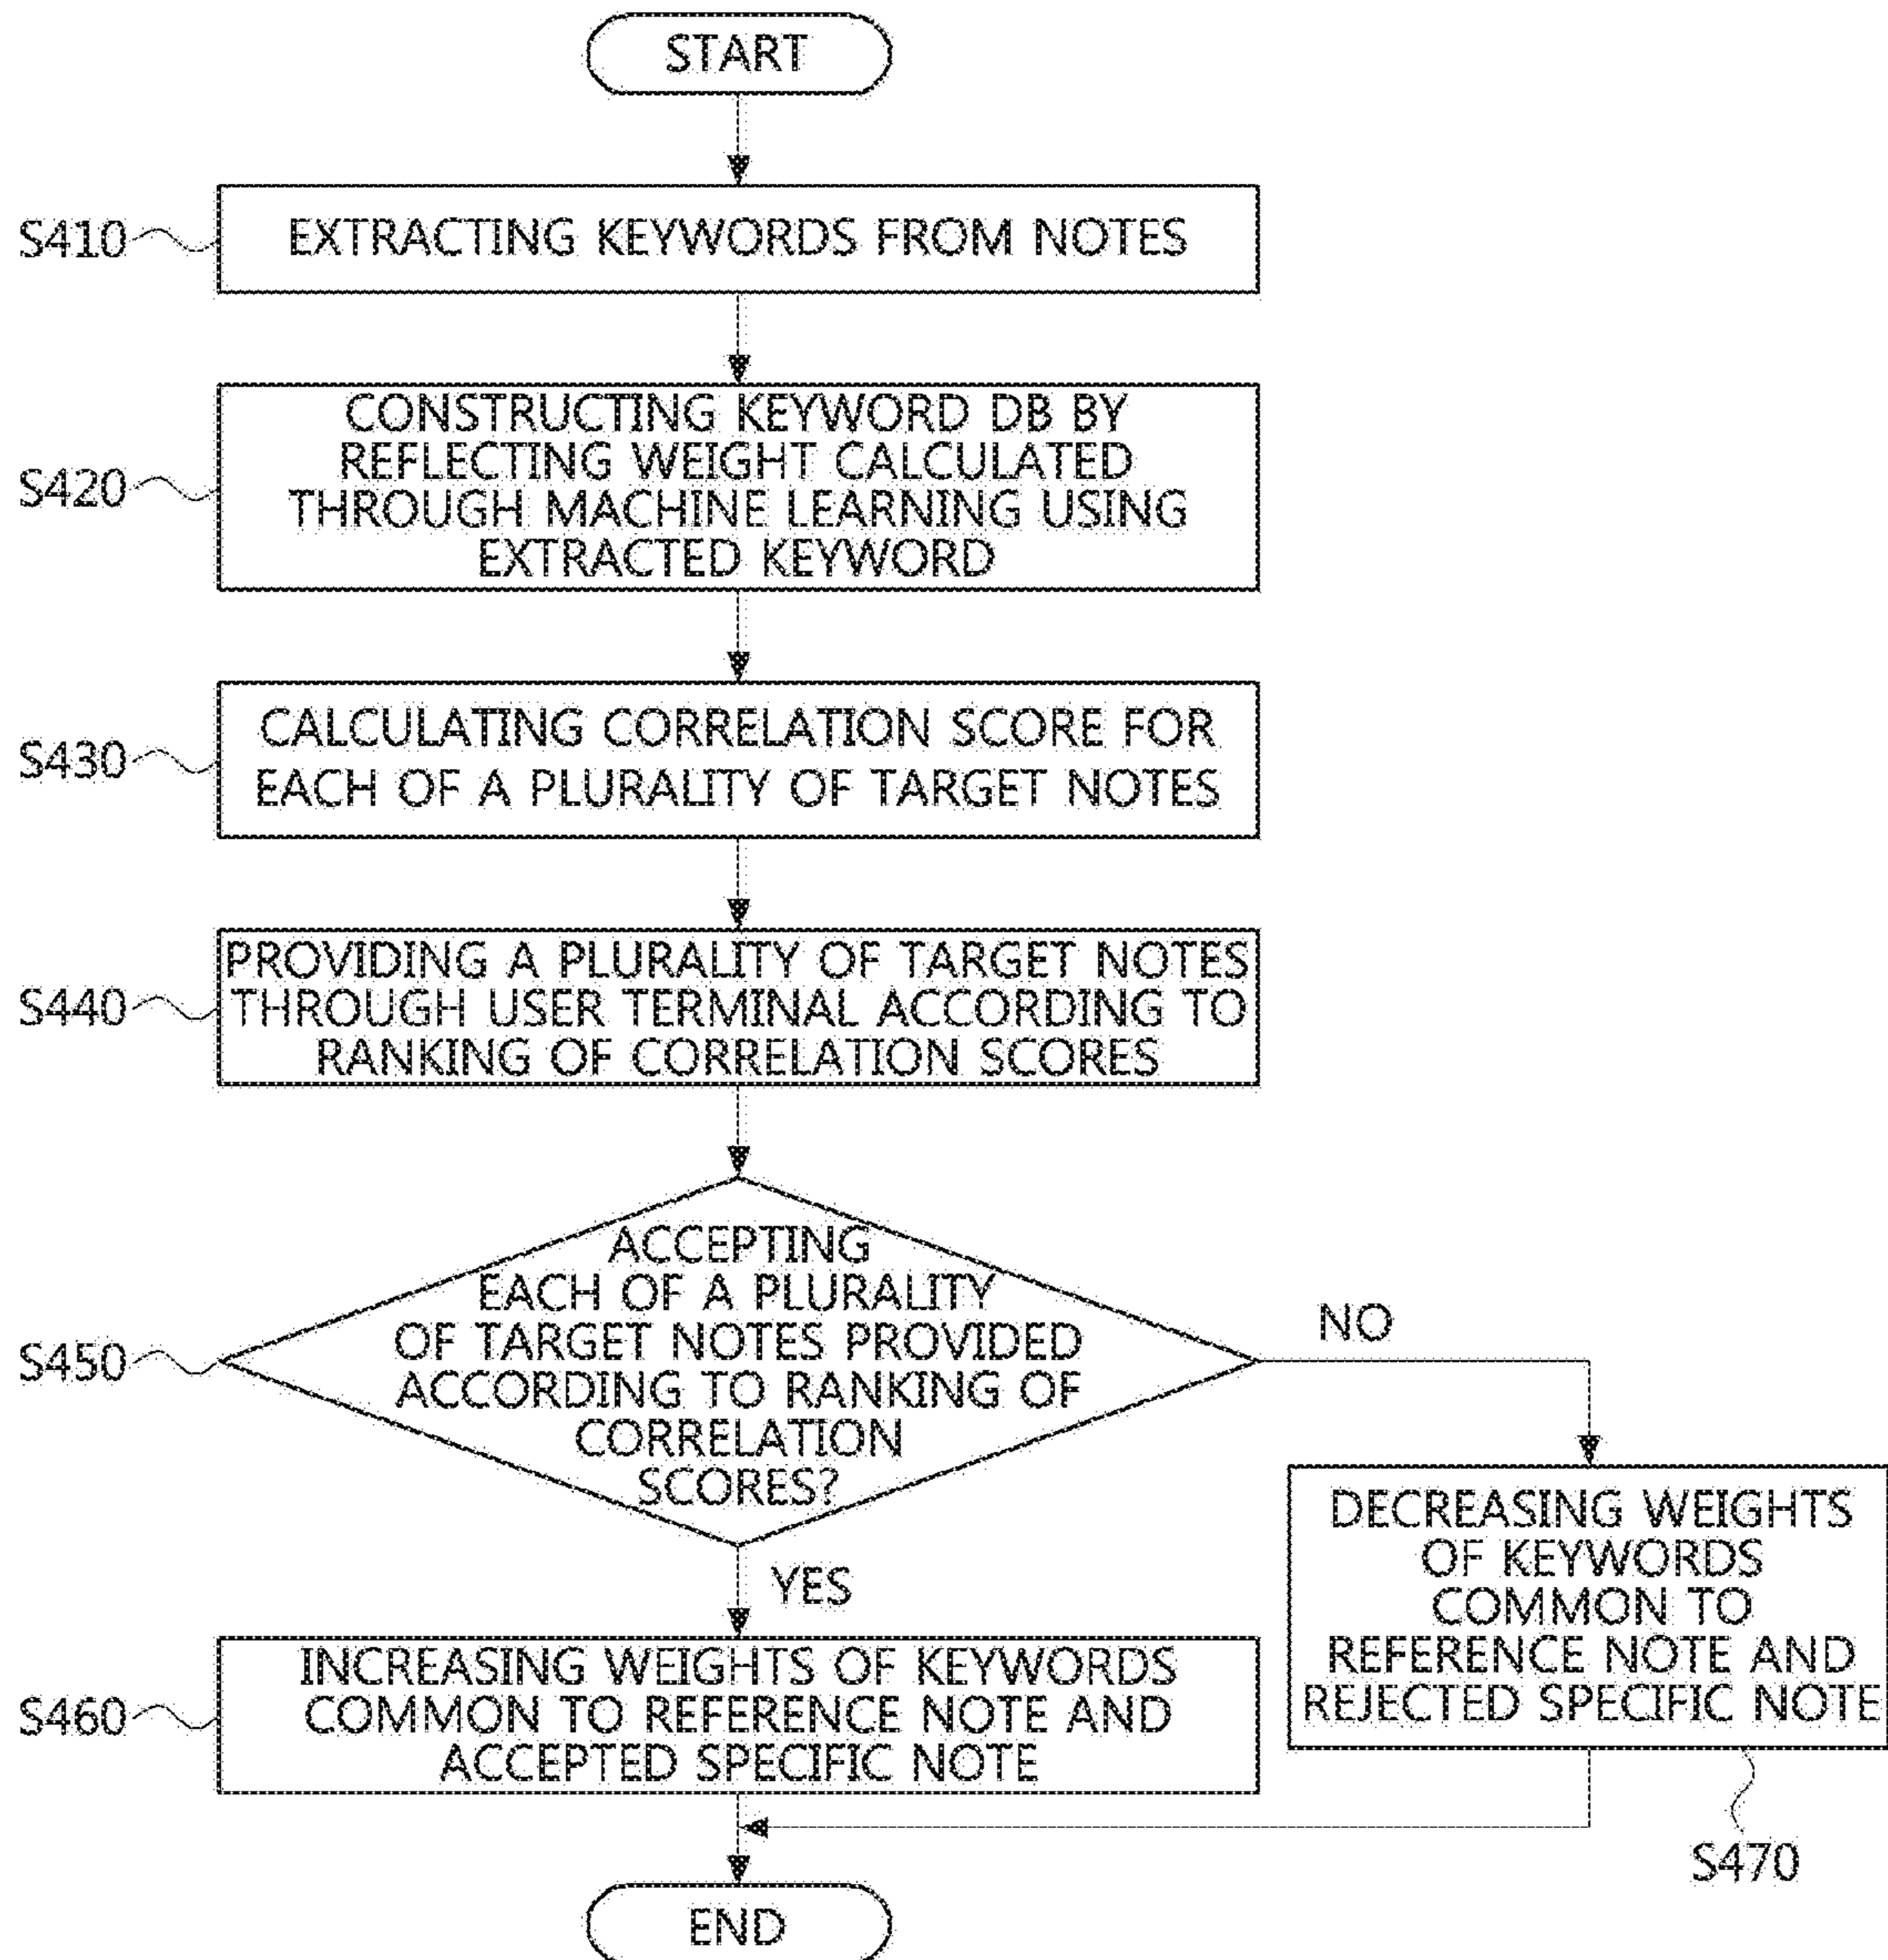 START
S410
EXTRACTING KEYWORDS FROM NOTES
S420
CONSTRUCTING KEYWORD DB BY
REFLECTING WEIGHT CALCULATED
THROUGH MACHINE LEARNING USING
EXTRACTED KEYWORD
S430
CALCULATING CORRELATION SCORE FOR
EACH OF A PLURALITY OF TARGET NOTES
S440
PROVIDING A PLURALITY OF TARGET NOTES
THROUGH USER TERMINAL ACCORDING TO
RANKING OF CORRELATION SCORES
S450
ACCEPTING
EACH OF A PLURALITY
OF TARGET NOTES PROVIDED
ACCORDING TO RANKING OF
CORRELATION
SCORES?
NO
YES
S460
INCREASING WEIGHTS OF KEYWORDS
COMMON TO REFERENCE NOTE AND
ACCEPTED SPECIFIC NOTE
DECREASING WEIGHTS
OF KEYWORDS
COMMON TO
REFERENCE NOTE AND
REJECTED SPECIFIC NOTE
S470
END